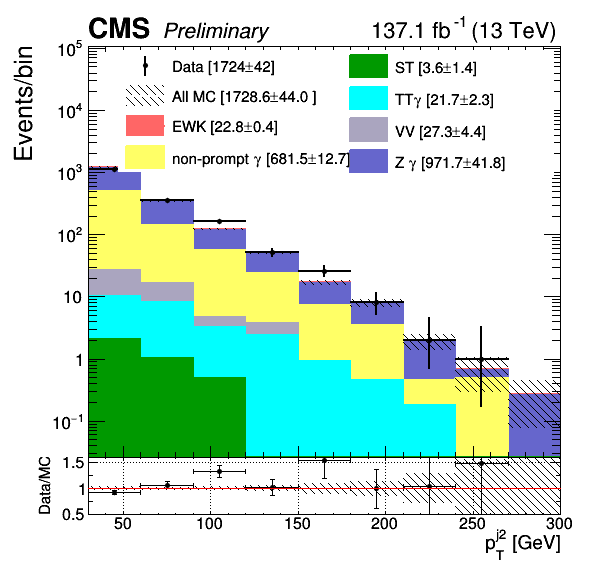 CMS Preliminary 137.1 fb⁻¹ (13 TeV)
Events/bin
10⁵
10⁴
10³
10²
10
1
10⁻¹
Data [1724±42]
All MC [1728.6±44.0 ]
EWK [22.8±0.4]
non-prompt γ [681.5±12.7]
ST [3.6±1.4]
TTγ [21.7±2.3]
VV [27.3±4.4]
Z γ [971.7±41.8]
Data/MC
1.5
1
0.5
50 100 150 200 250 300
p_T^{j2} [GeV]